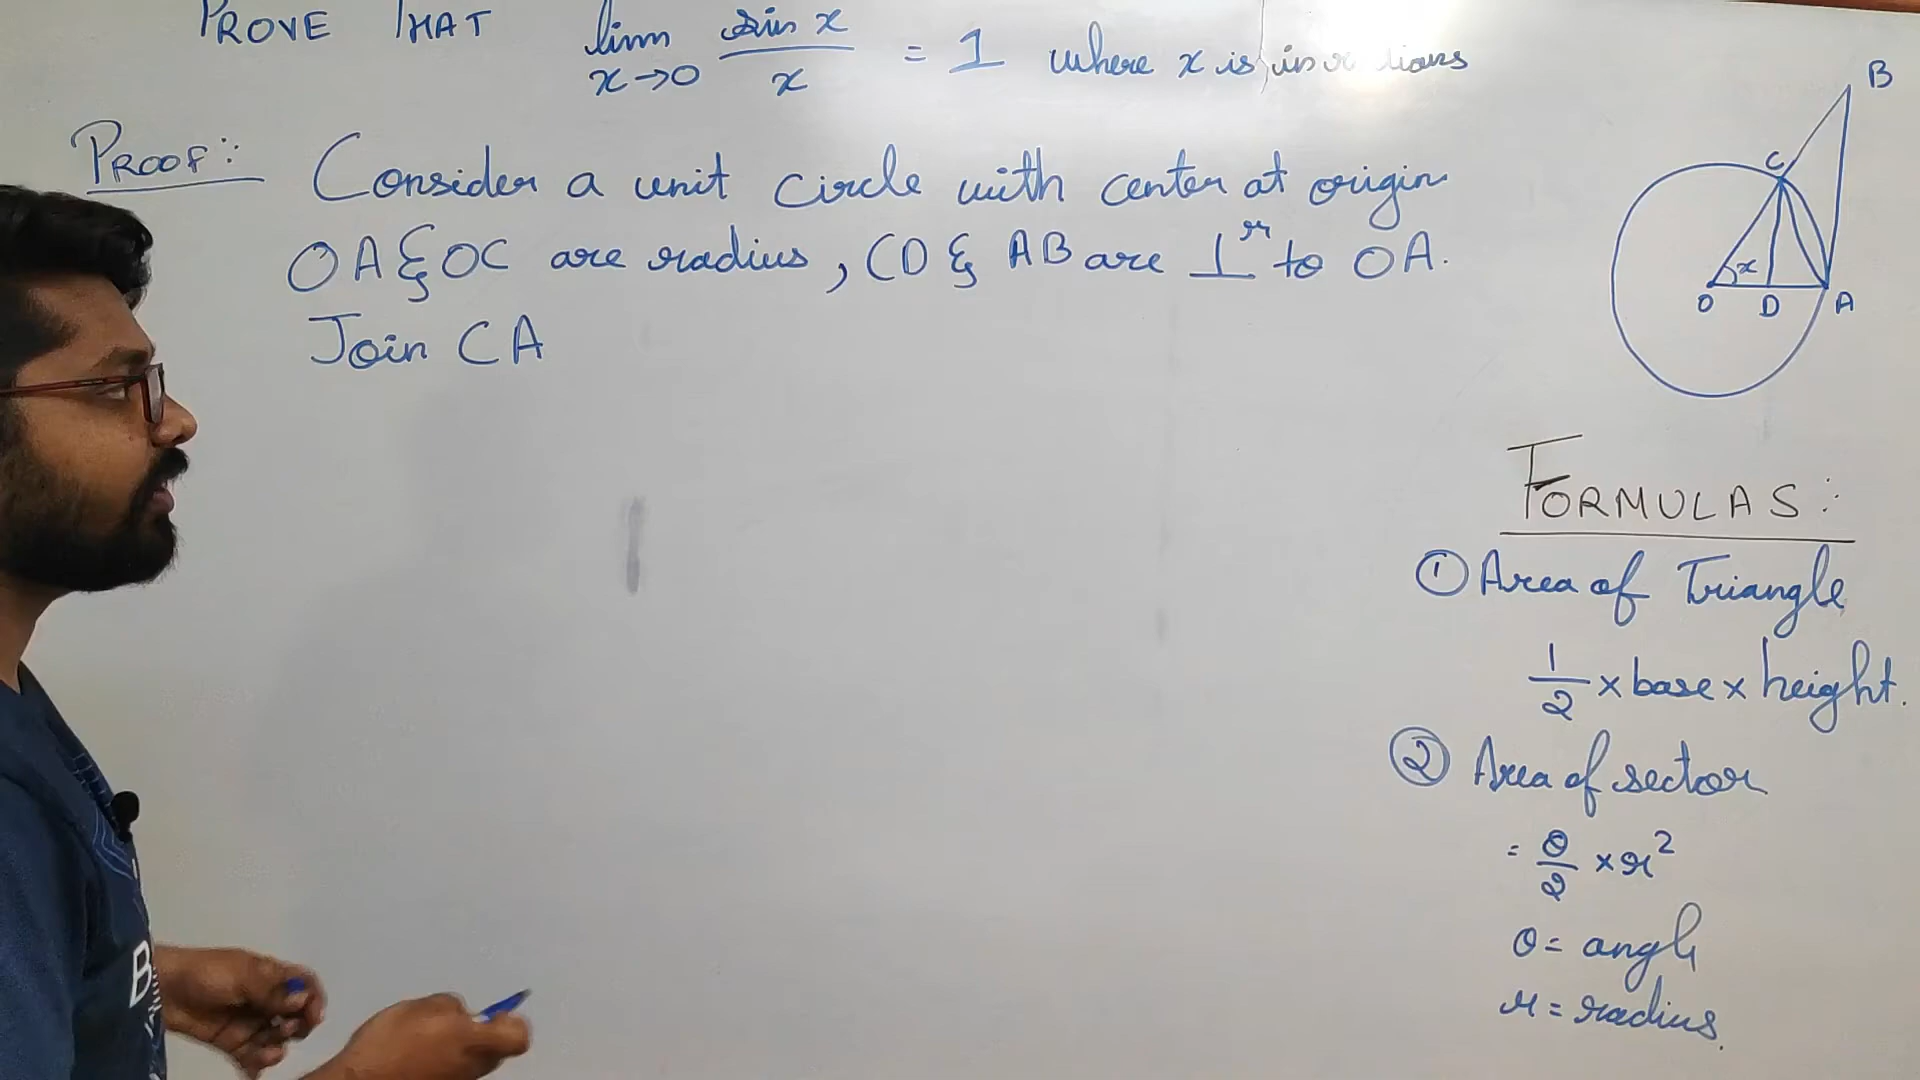 PROVE THAT lim x→0 sin x / x = 1 where x is in radians
PROOF: Consider a unit circle with center at origin
OA & OC are radius, CD & AB are ⊥r to OA.
Join CA
B
C
x
O D A
FORMULAS:
① Area of Triangle
1/2 × base × height.
② Area of sector
= θ/2 × r²
θ = angle
r = radius.
B